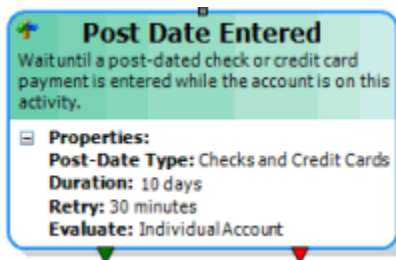 Post Date Entered
Wait until a post-dated check or credit card
payment is entered while the account is on this
activity.
Properties:
Post-Date Type: Checks and Credit Cards
Duration: 10 days
Retry: 30 minutes
Evaluate: Individual Account